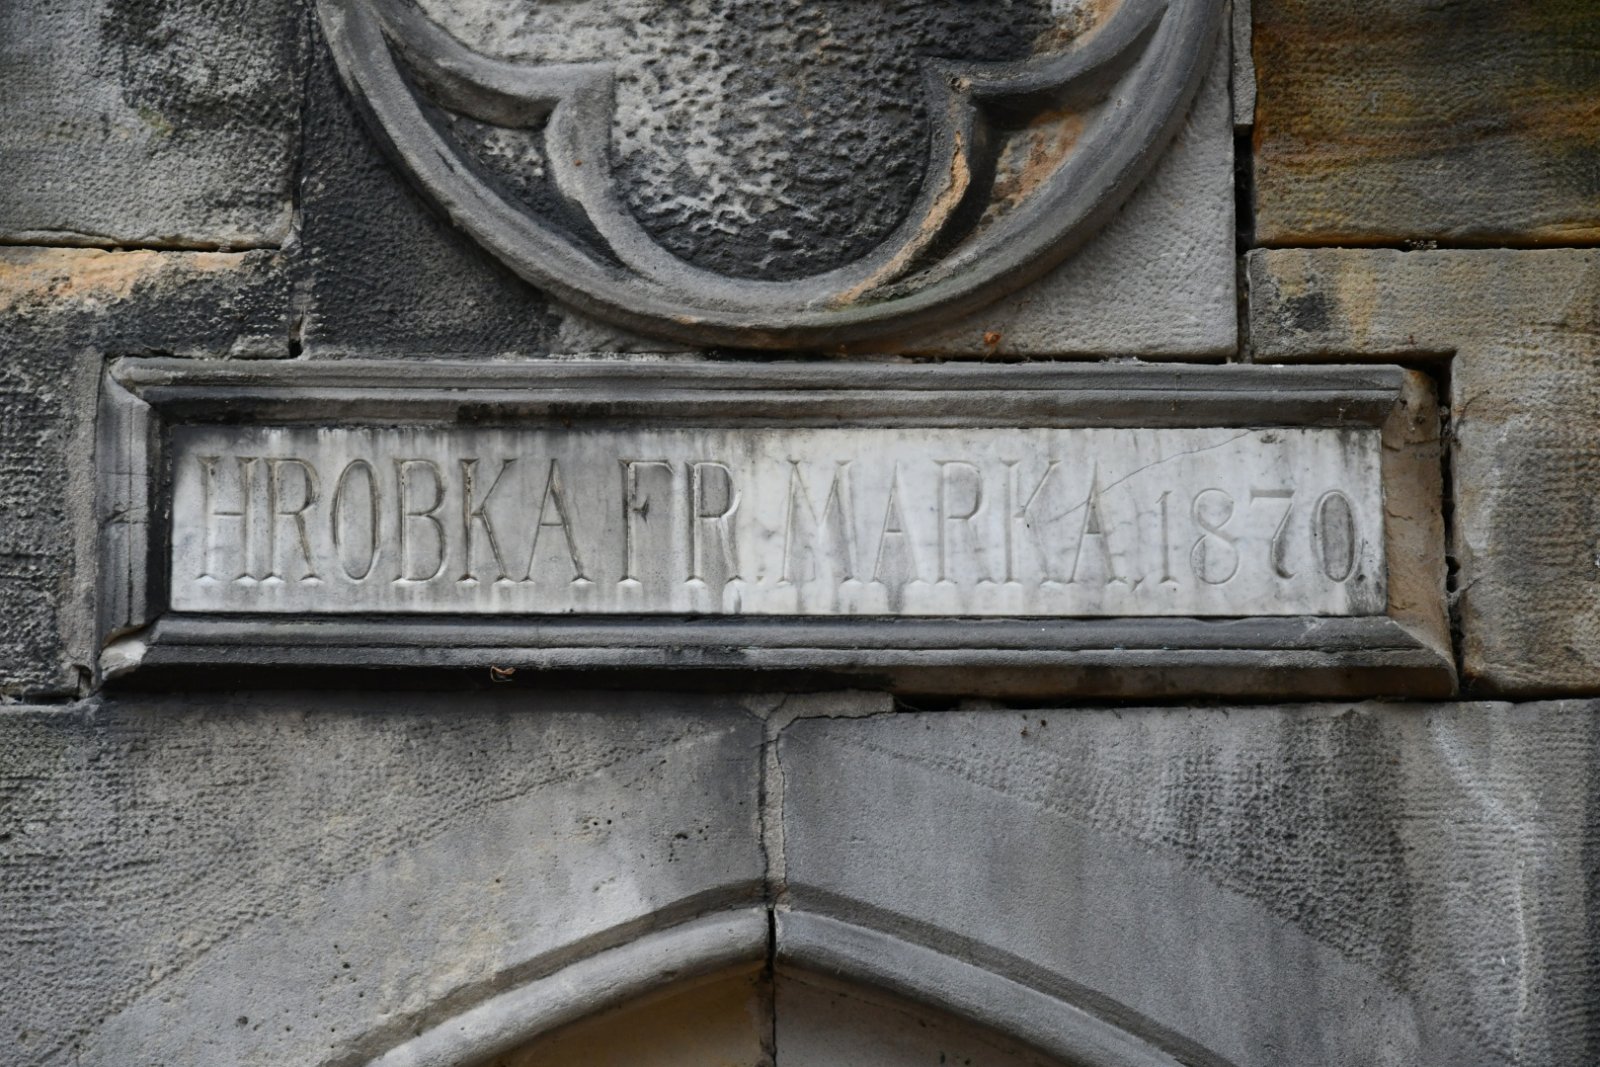 HROBKA FR. MARKA, 1870